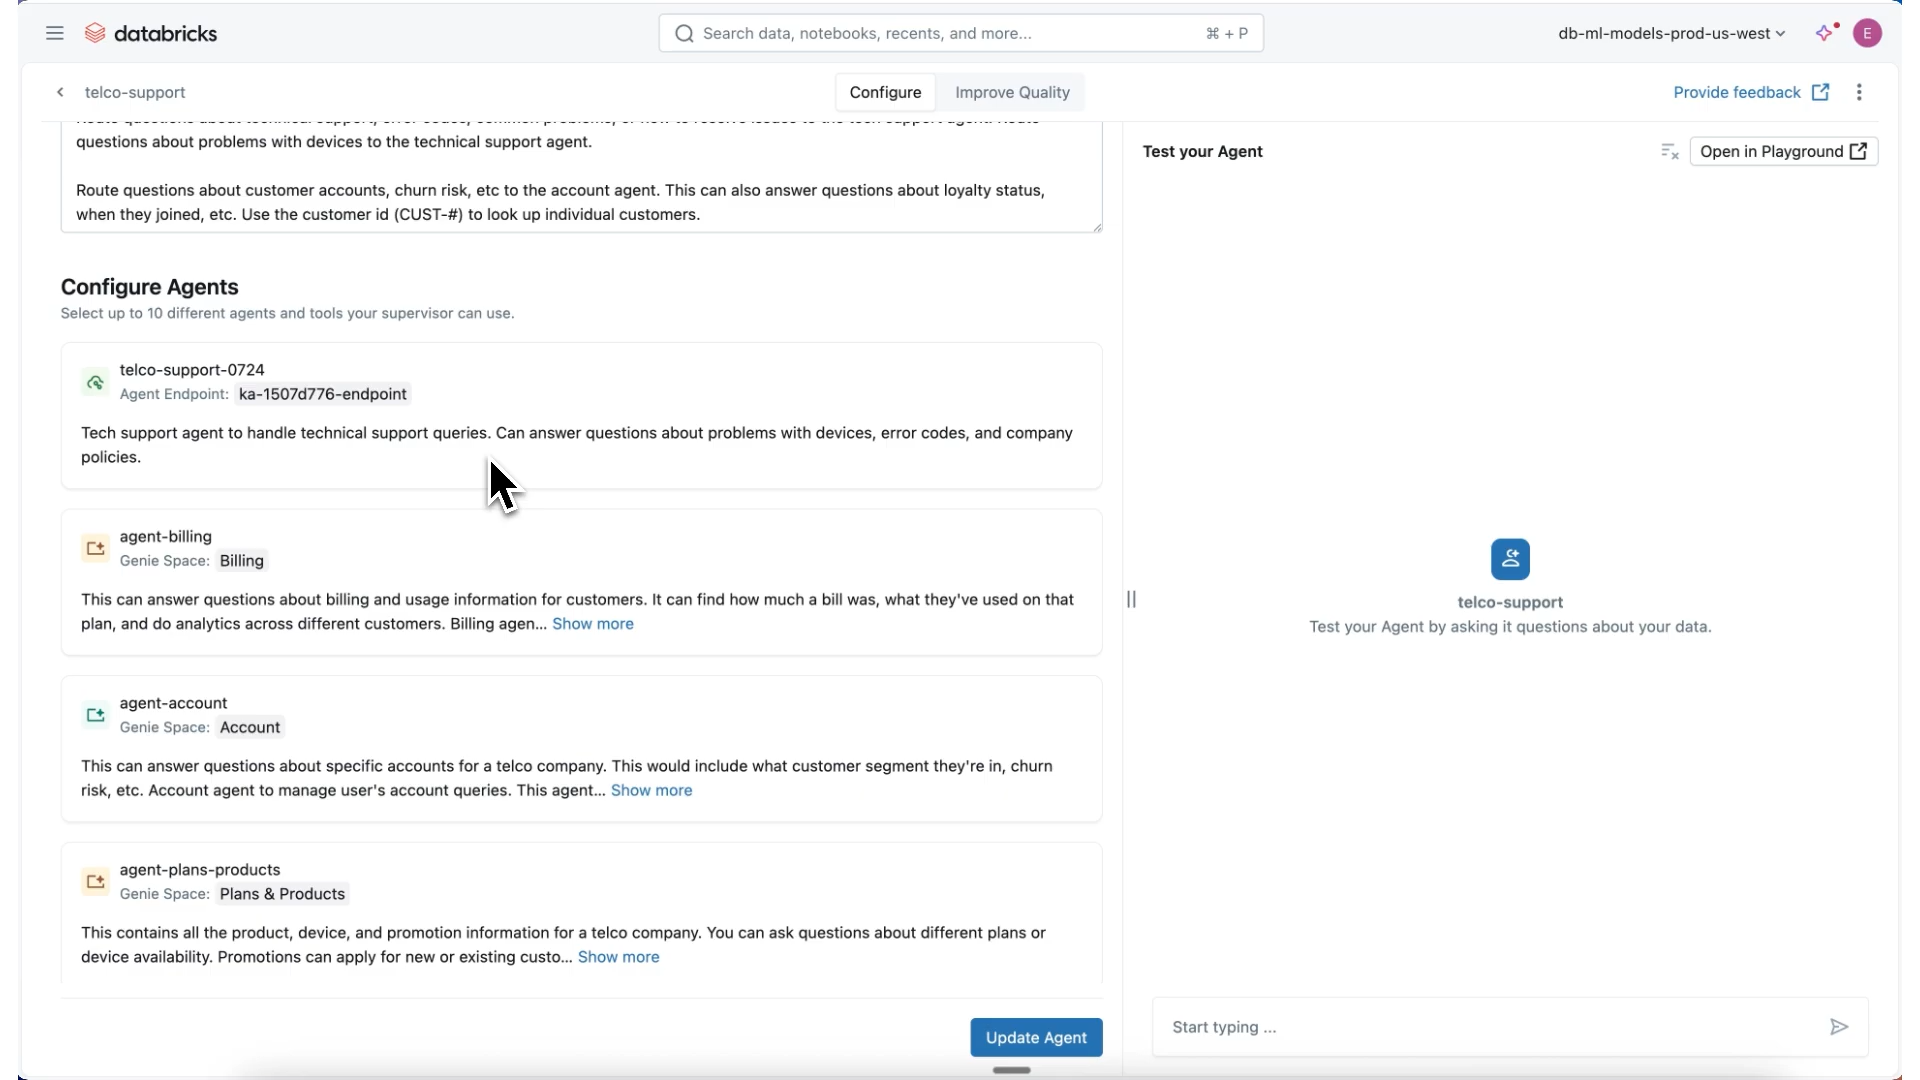 databricks
Search data, notebooks, recents, and more...
⌘ + P
db-ml-models-prod-us-west
E
telco-support
Configure
Improve Quality
Provide feedback
questions about problems with devices to the technical support agent.
Route questions about customer accounts, churn risk, etc to the account agent. This can also answer questions about loyalty status,
when they joined, etc. Use the customer id (CUST-#) to look up individual customers.
Configure Agents
Select up to 10 different agents and tools your supervisor can use.
telco-support-0724
Agent Endpoint: ka-1507d776-endpoint
Tech support agent to handle technical support queries. Can answer questions about problems with devices, error codes, and company
policies.
agent-billing
Genie Space: Billing
This can answer questions about billing and usage information for customers. It can find how much a bill was, what they've used on that
plan, and do analytics across different customers. Billing agen... Show more
agent-account
Genie Space: Account
This can answer questions about specific accounts for a telco company. This would include what customer segment they're in, churn
risk, etc. Account agent to manage user's account queries. This agent... Show more
agent-plans-products
Genie Space: Plans & Products
This contains all the product, device, and promotion information for a telco company. You can ask questions about different plans or
device availability. Promotions can apply for new or existing custo... Show more
Update Agent
Test your Agent
Open in Playground
telco-support
Test your Agent by asking it questions about your data.
Start typing ...